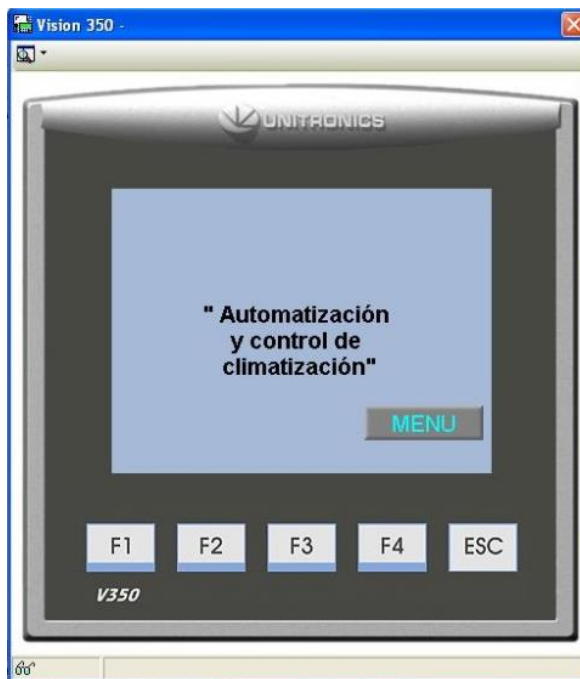 Vision 350 -
UNITRONICS
" Automatización
y control de
climatización"
MENU
F1 F2 F3 F4 ESC
V350